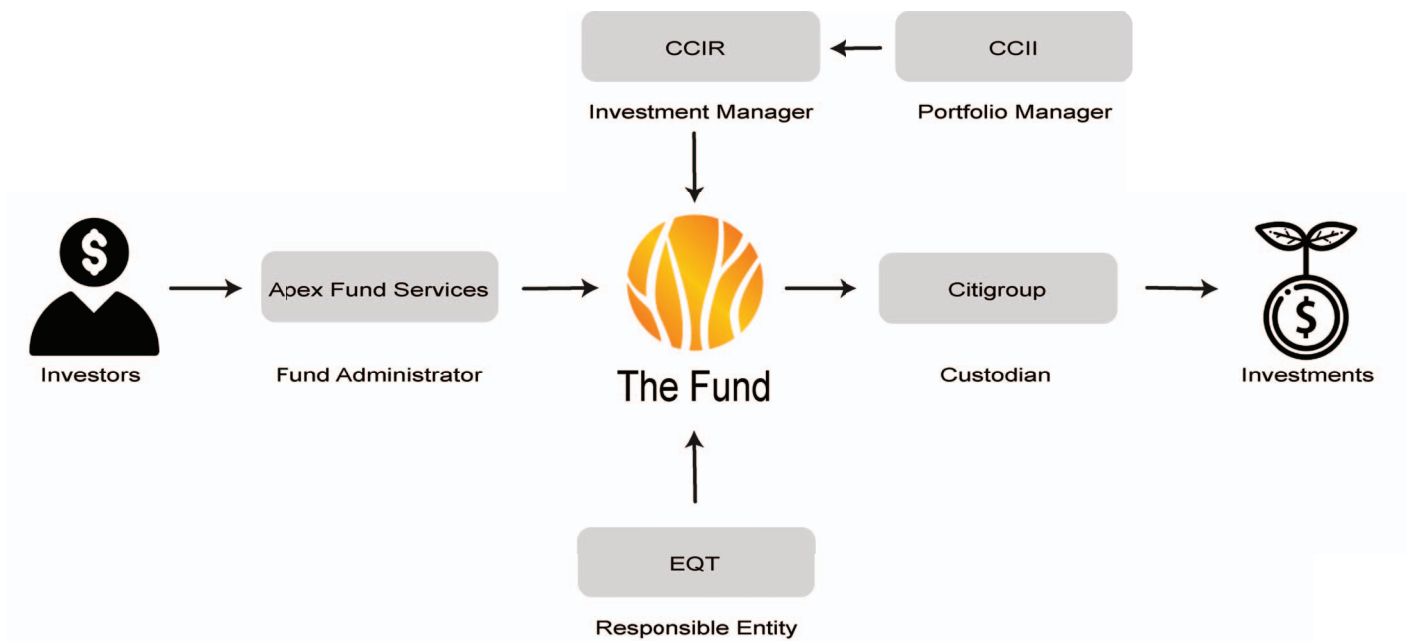 CCIR
CCII
Investment Manager
Portfolio Manager
$
Apex Fund Services
Citigroup
$
Investors
Fund Administrator
The Fund
Custodian
Investments
EQT
Responsible Entity